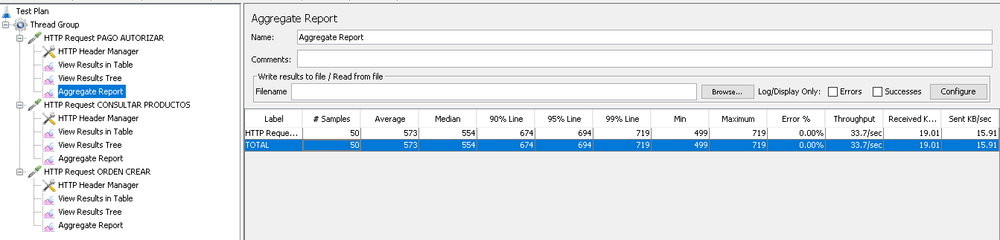 Test Plan
Thread Group
HTTP Request PAGO AUTORIZAR
HTTP Header Manager
View Results in Table
View Results Tree
Aggregate Report
HTTP Request CONSULTAR PRODUCTOS
HTTP Header Manager
View Results in Table
View Results Tree
Aggregate Report
HTTP Request ORDEN CREAR
HTTP Header Manager
View Results in Table
View Results Tree
Aggregate Report
Aggregate Report
Name: Aggregate Report
Comments:
Write results to file / Read from file
Filename Browse... Log/Display Only: Errors Successes Configure
Label # Samples Average Median 90% Line 95% Line 99% Line Min Maximum Error % Throughput Received K... Sent KB/sec
HTTP Reque... 50 573 554 674 694 719 499 719 0.00% 33.7/sec 19.01 15.91
TOTAL 50 573 554 674 694 719 499 719 0.00% 33.7/sec 19.01 15.91